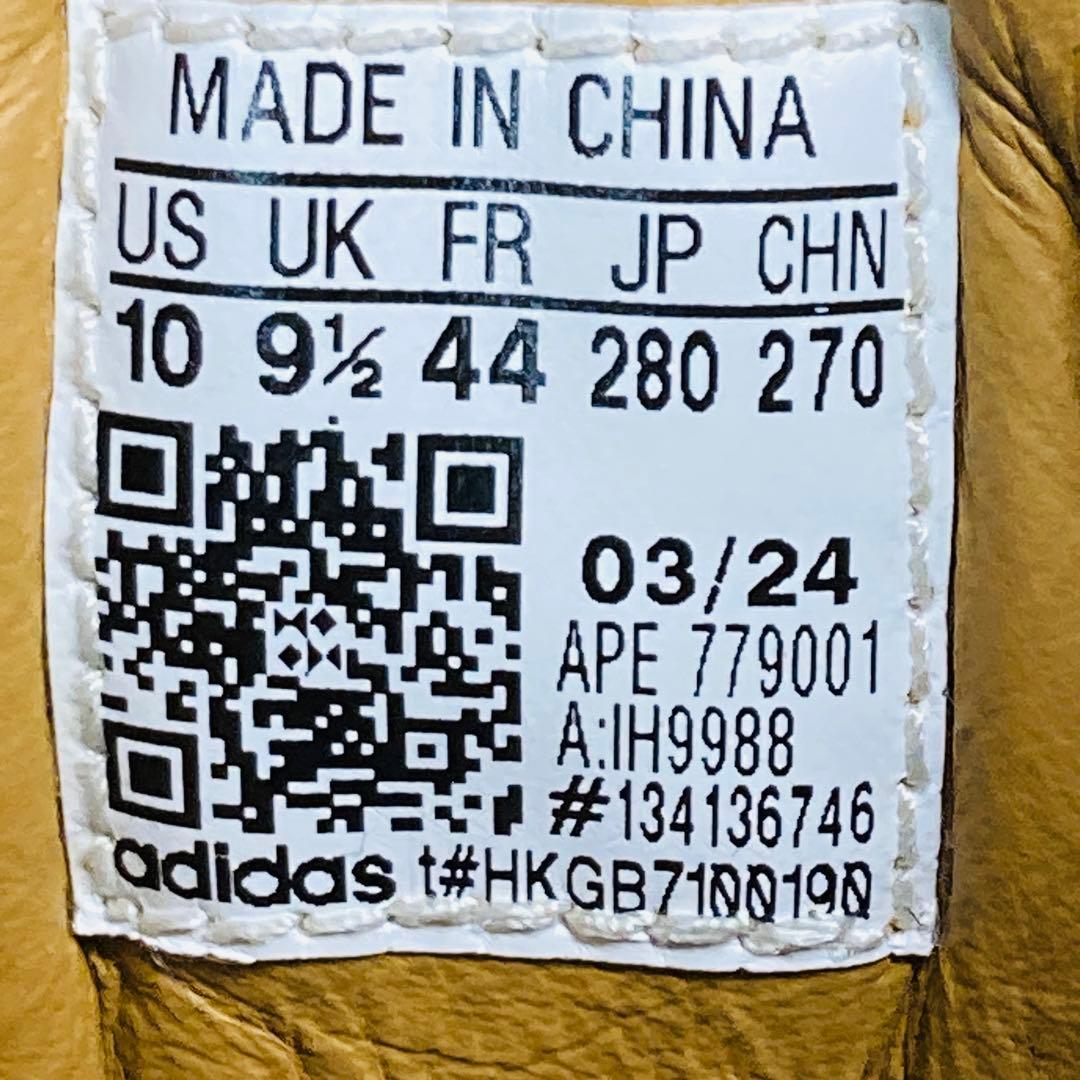 MADE IN CHINA
US UK FR JP CHN
10 9½ 44 280 270
03/24
APE 779001
A:IH9988
#134136746
adidas t#HKGB7100190